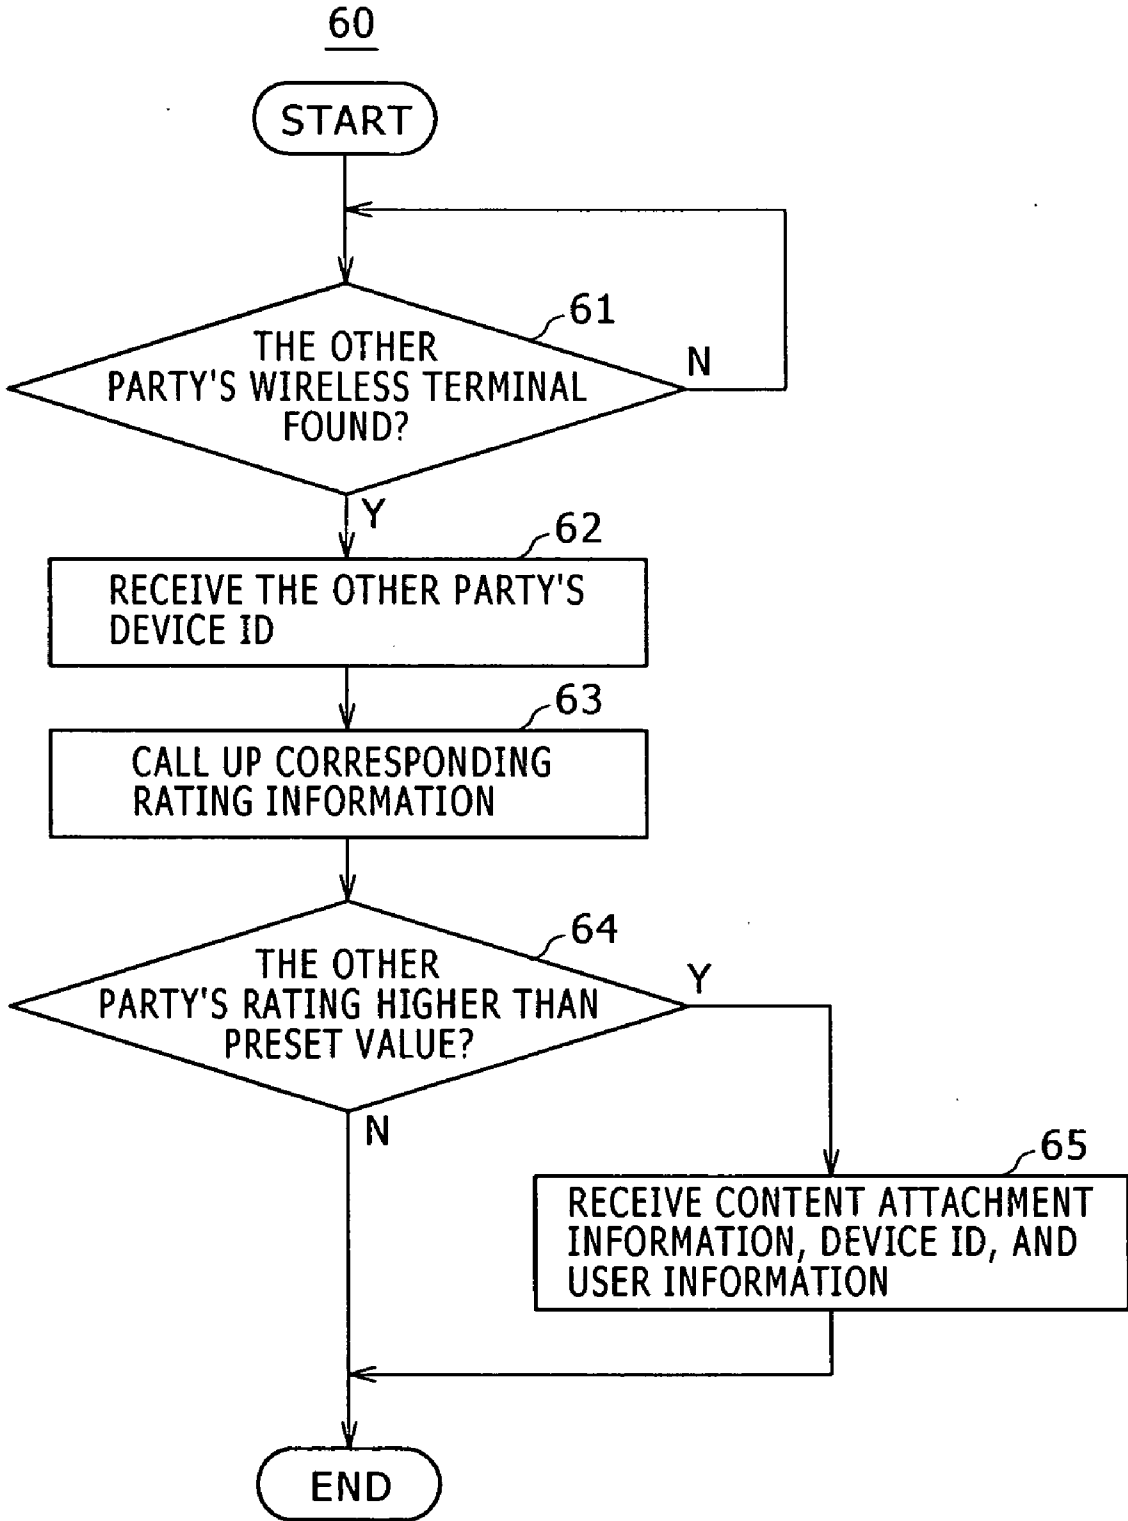 60
START
61
THE OTHER
PARTY'S WIRELESS TERMINAL
FOUND?
N
Y
62
RECEIVE THE OTHER PARTY'S
DEVICE ID
63
CALL UP CORRESPONDING
RATING INFORMATION
64
THE OTHER
PARTY'S RATING HIGHER THAN
PRESET VALUE?
Y
N
65
RECEIVE CONTENT ATTACHMENT
INFORMATION, DEVICE ID, AND
USER INFORMATION
END